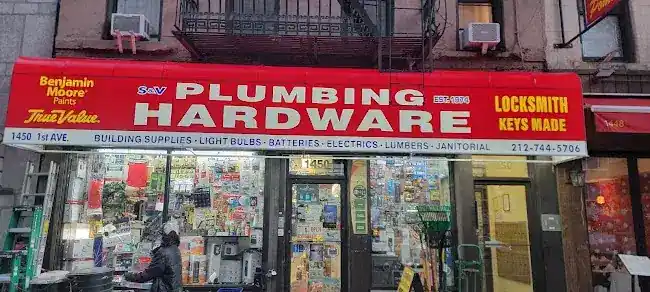 Benjamin
Moore
Paints
True Value
S&V
PLUMBING
EST. 1974
HARDWARE
LOCKSMITH
KEYS MADE
1450 1st AVE.
BUILDING SUPPLIES • LIGHT BULBS • BATTERIES • ELECTRICS • LUMBERS • JANITORIAL
212-744-5706
1448
1450